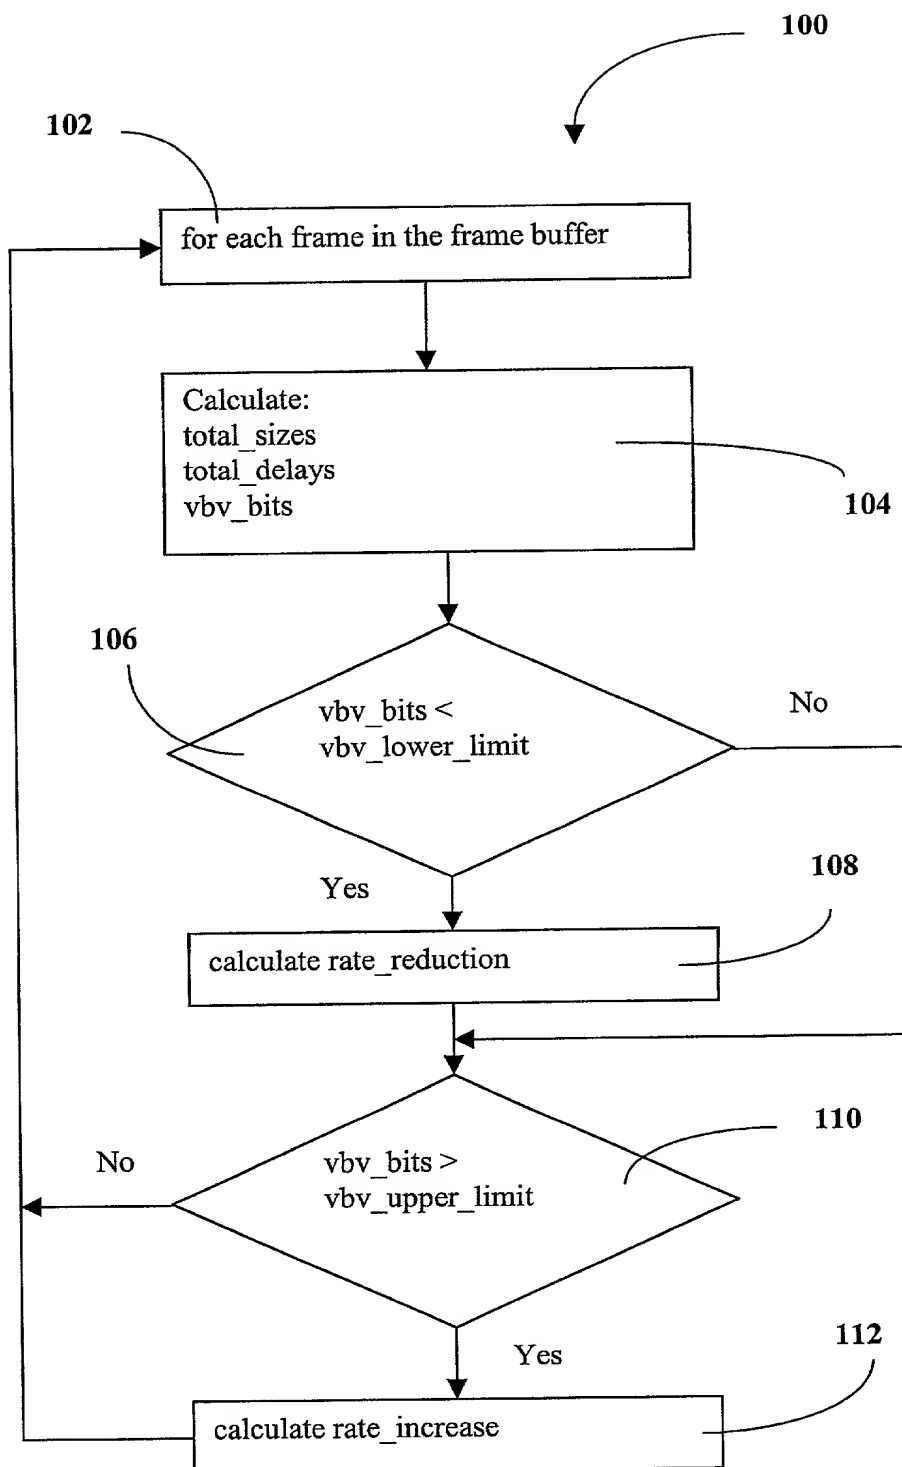 100
102
for each frame in the frame buffer
Calculate:
total_sizes
total_delays
vbv_bits
104
106
vbv_bits <
vbv_lower_limit
No
Yes
108
calculate rate_reduction
110
No
vbv_bits >
vbv_upper_limit
Yes
112
calculate rate_increase